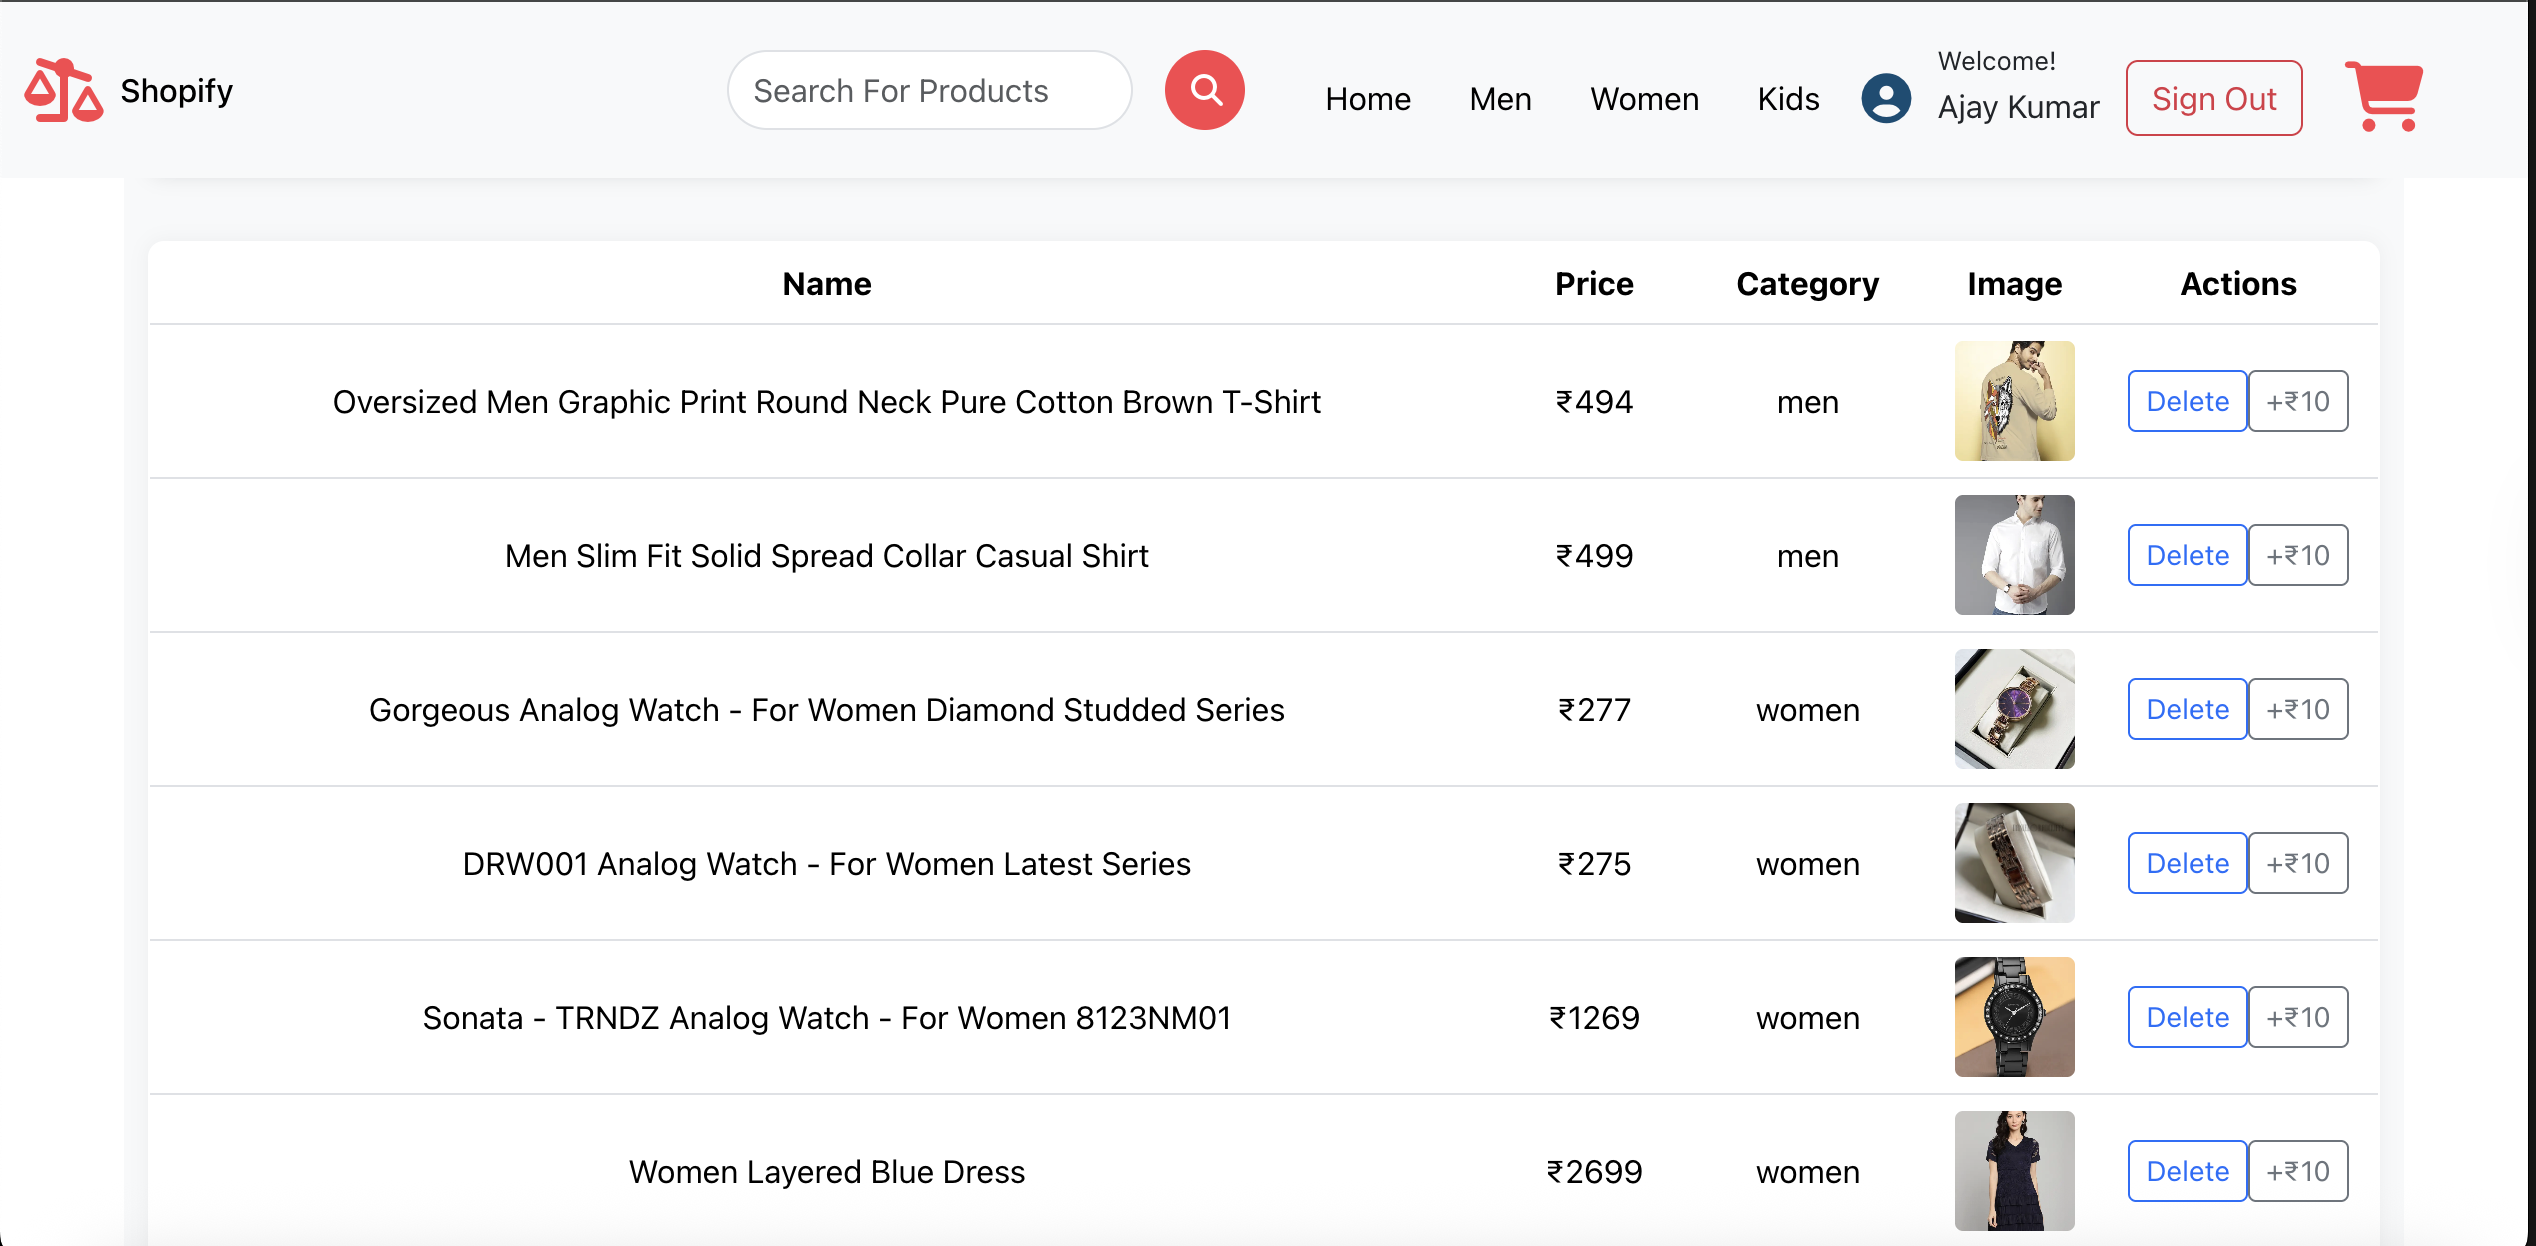 Shopify
Search For Products
Home
Men
Women
Kids
Welcome!
Ajay Kumar
Sign Out
Name Price Category Image Actions
Oversized Men Graphic Print Round Neck Pure Cotton Brown T-Shirt ₹494 men Delete +₹10
Men Slim Fit Solid Spread Collar Casual Shirt ₹499 men Delete +₹10
Gorgeous Analog Watch - For Women Diamond Studded Series ₹277 women Delete +₹10
DRW001 Analog Watch - For Women Latest Series ₹275 women Delete +₹10
Sonata - TRNDZ Analog Watch - For Women 8123NM01 ₹1269 women Delete +₹10
Women Layered Blue Dress ₹2699 women Delete +₹10